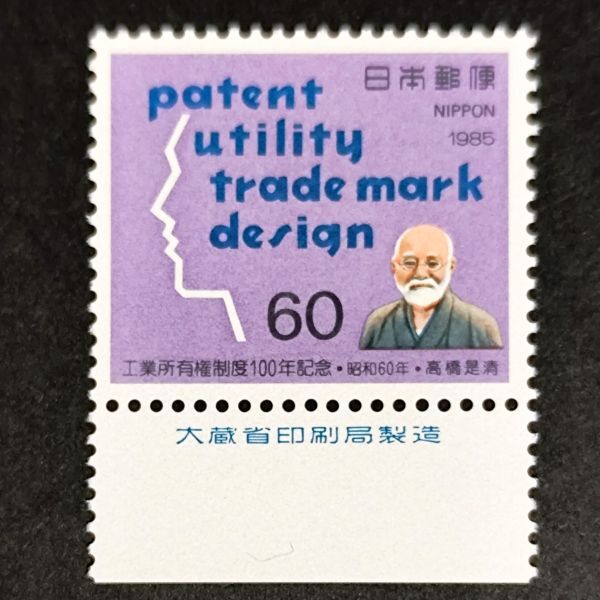 patent
日本郵便
NIPPON
utility
1985
trade mark
design
60
工業所有権制度100年記念・昭和60年・高橋是清
大蔵省印刷局製造